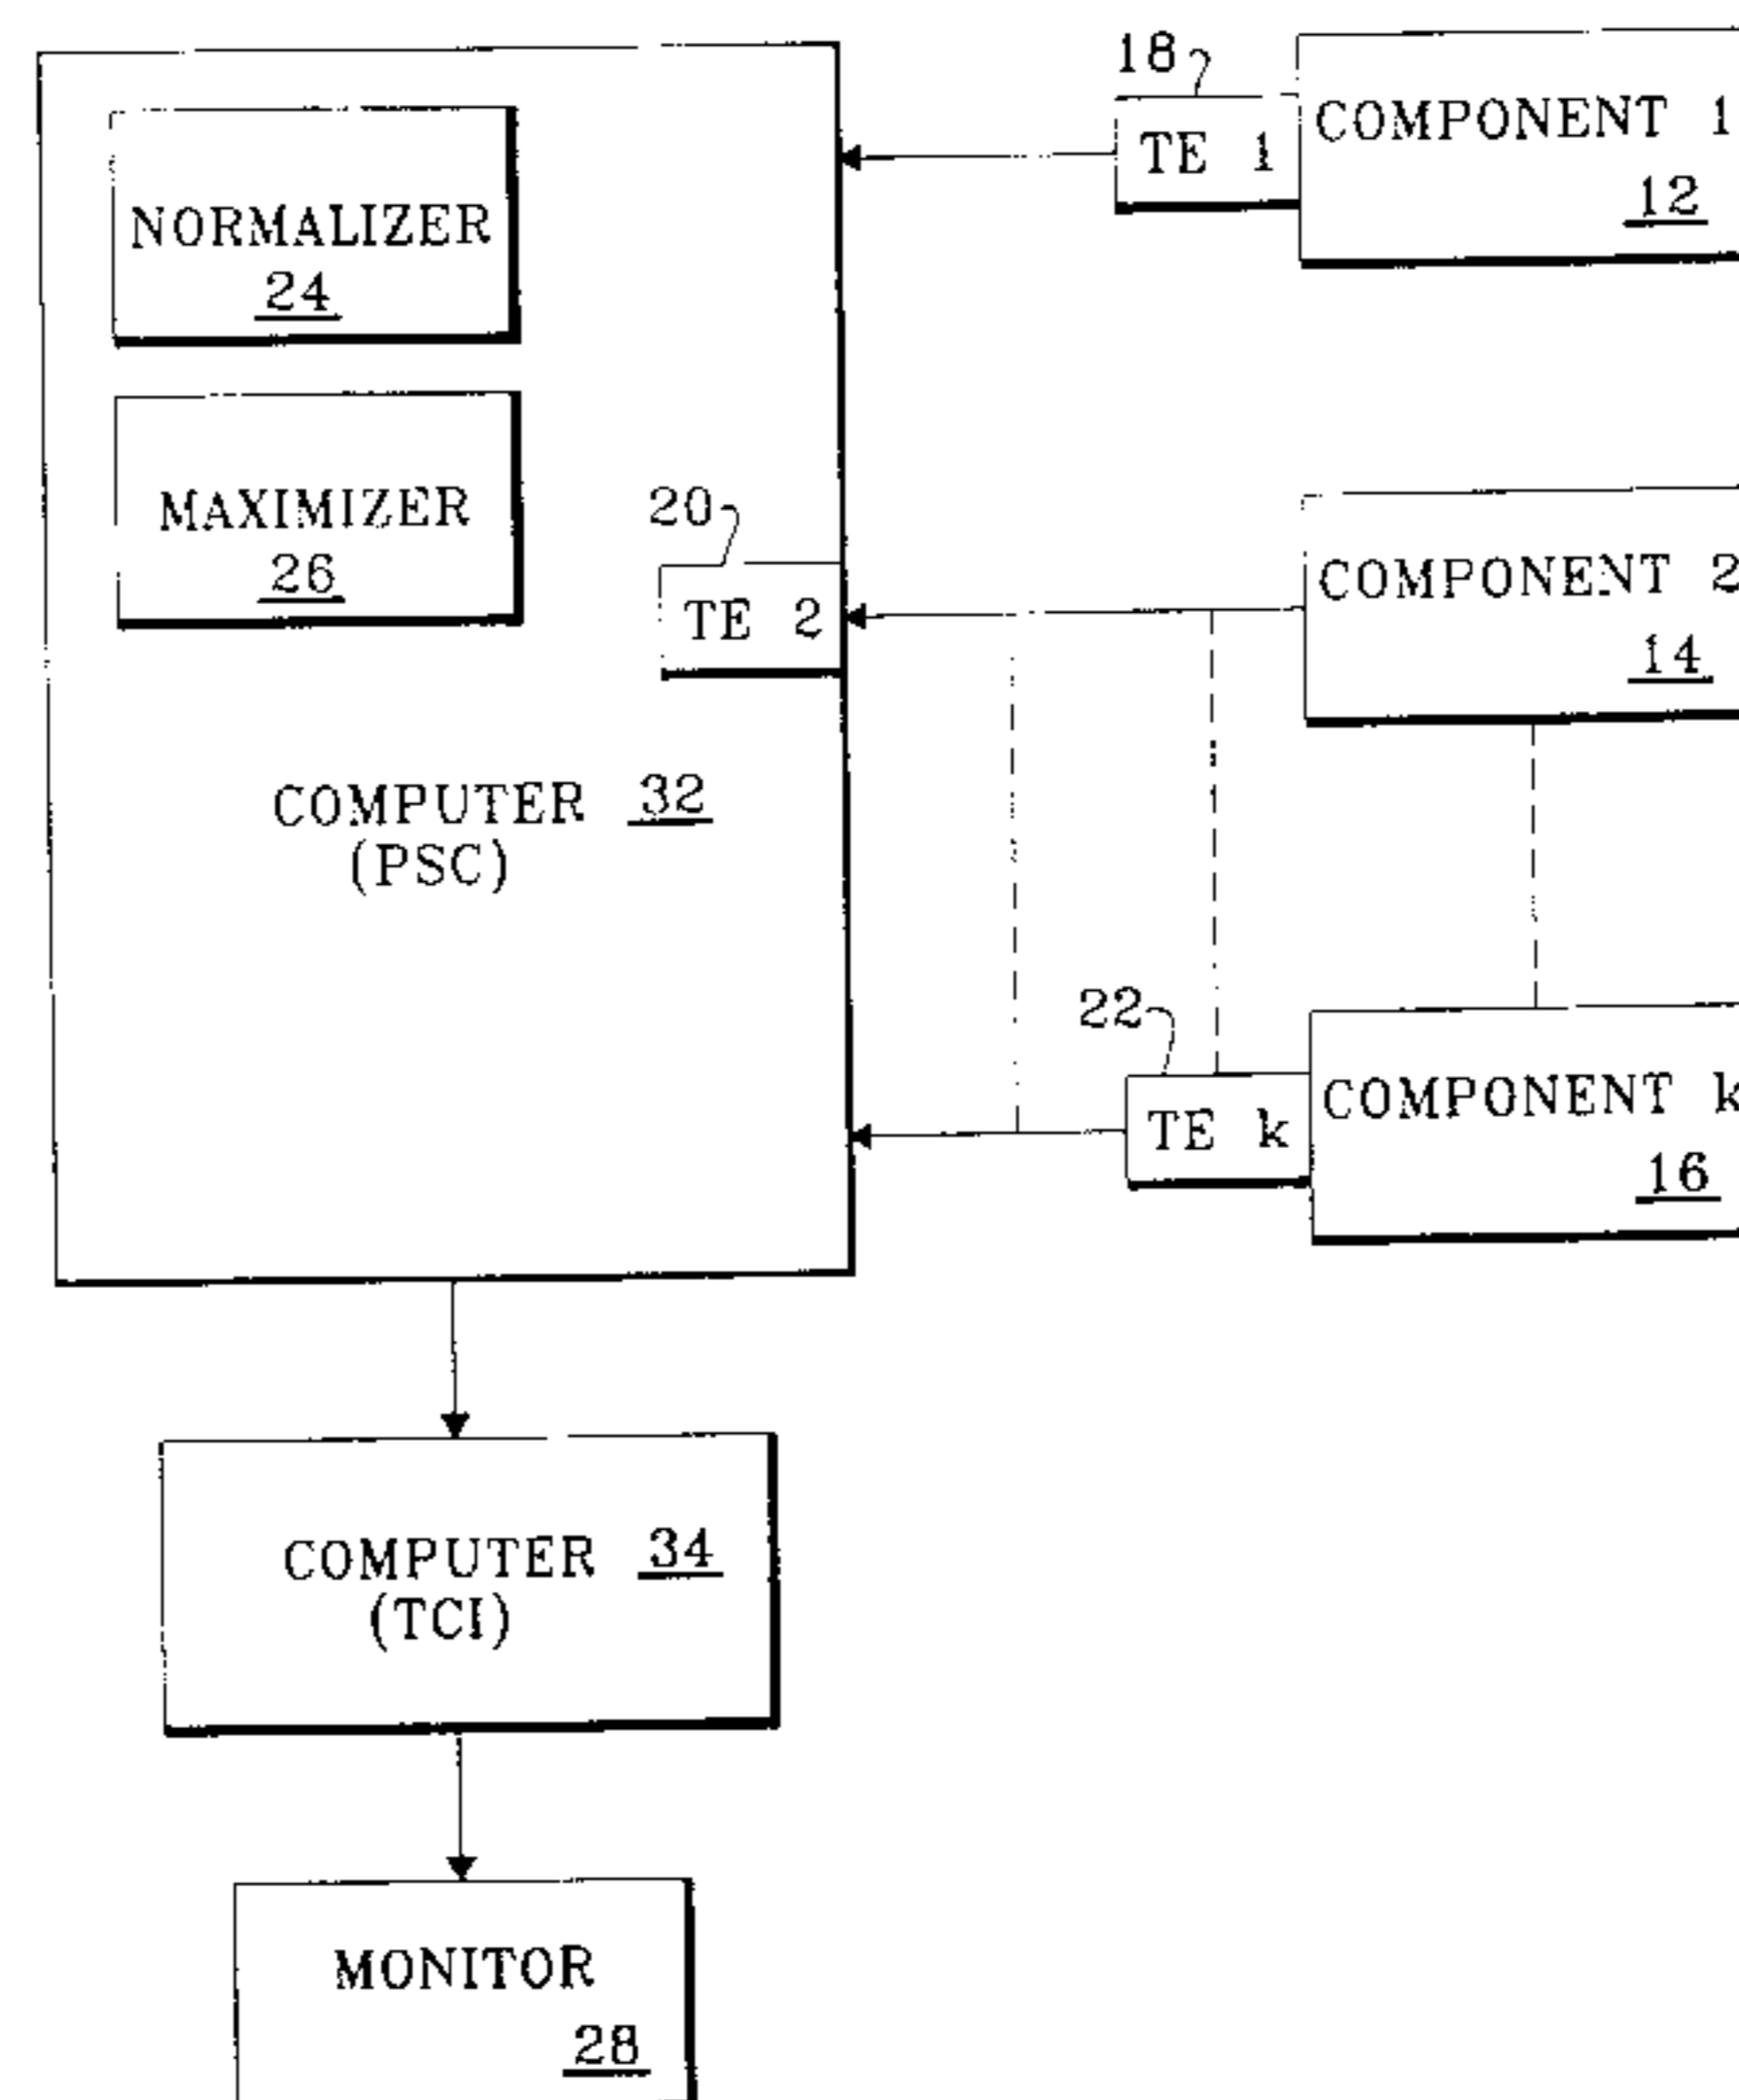 18
COMPONENT 1
TE 1
12
NORMALIZER
24
MAXIMIZER
26
20
TE 2
COMPONENT 2
14
COMPUTER 32
(PSC)
22
COMPONENT k
TE k
16
COMPUTER 34
(TCI)
MONITOR
28